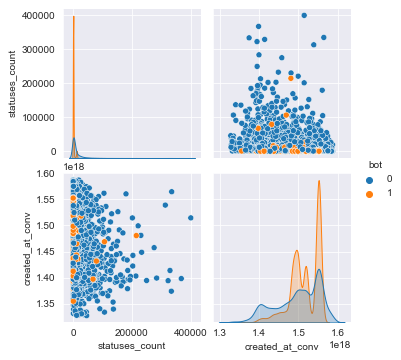 400000
300000
200000
100000
0
statuses_count
1e18
1.60
1.55
1.50
1.45
1.40
1.35
created_at_conv
0 200000 400000
statuses_count
1.3 1.4 1.5 1.6
1e18
created_at_conv
bot
0
1